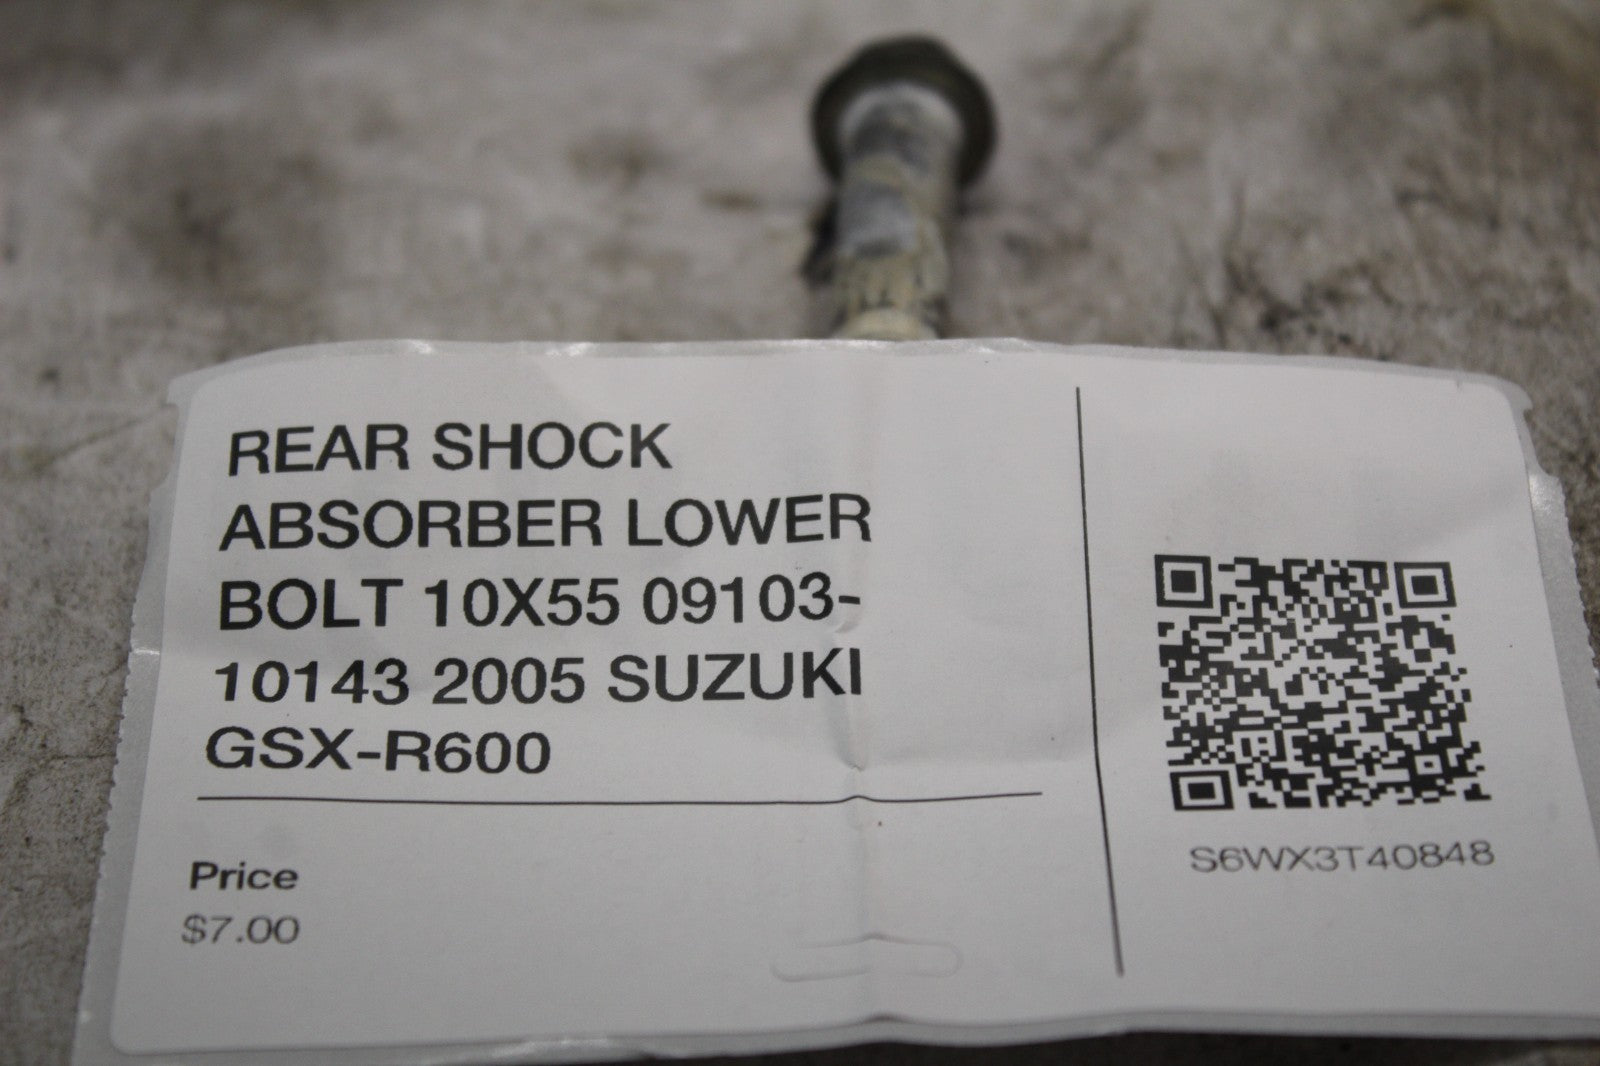 REAR SHOCK
ABSORBER LOWER
BOLT 10X55 09103-
10143 2005 SUZUKI
GSX-R600
Price
$7.00
S6WX3T40848